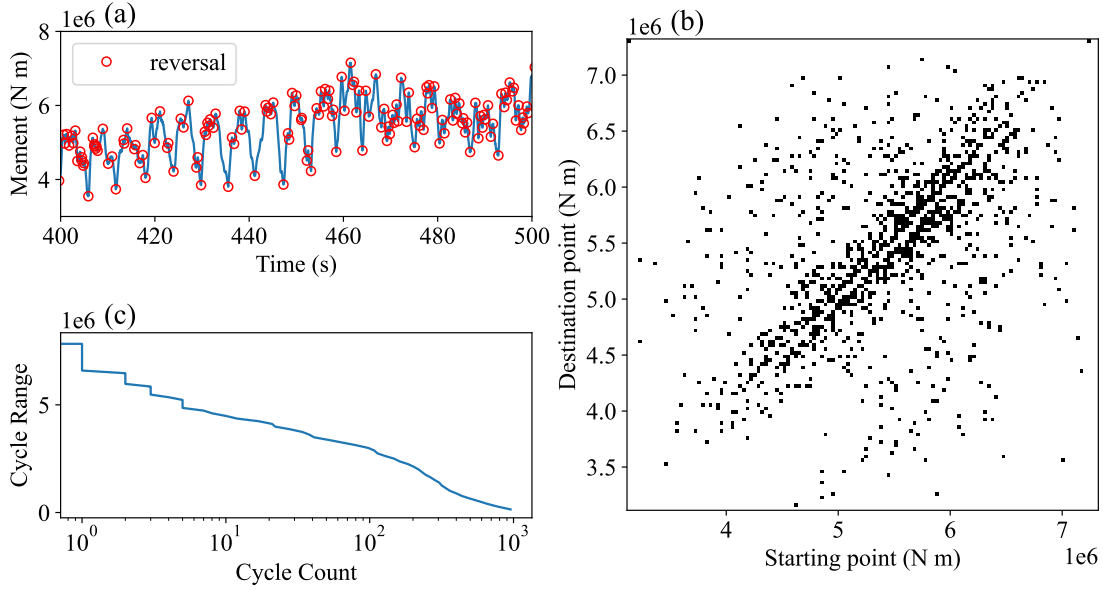 1e6 (a)
8
6
4
Mement (N m)
reversal
400 420 440 460 480 500
Time (s)
1e6 (c)
5
0
Cycle Range
10^0 10^1 10^2 10^3
Cycle Count
1e6 (b)
7.0
6.5
6.0
5.5
5.0
4.5
4.0
3.5
Destination point (N m)
4 5 6 7
Starting point (N m)
1e6